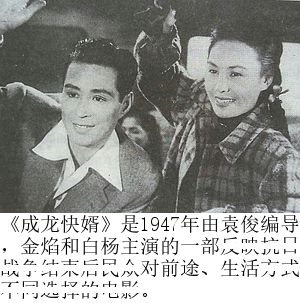 《成龙快婿》是1947年由袁俊编导
，金焰和白杨主演的一部反映抗日
战争结束后民众对前途、生活方式
不同选择的电影。